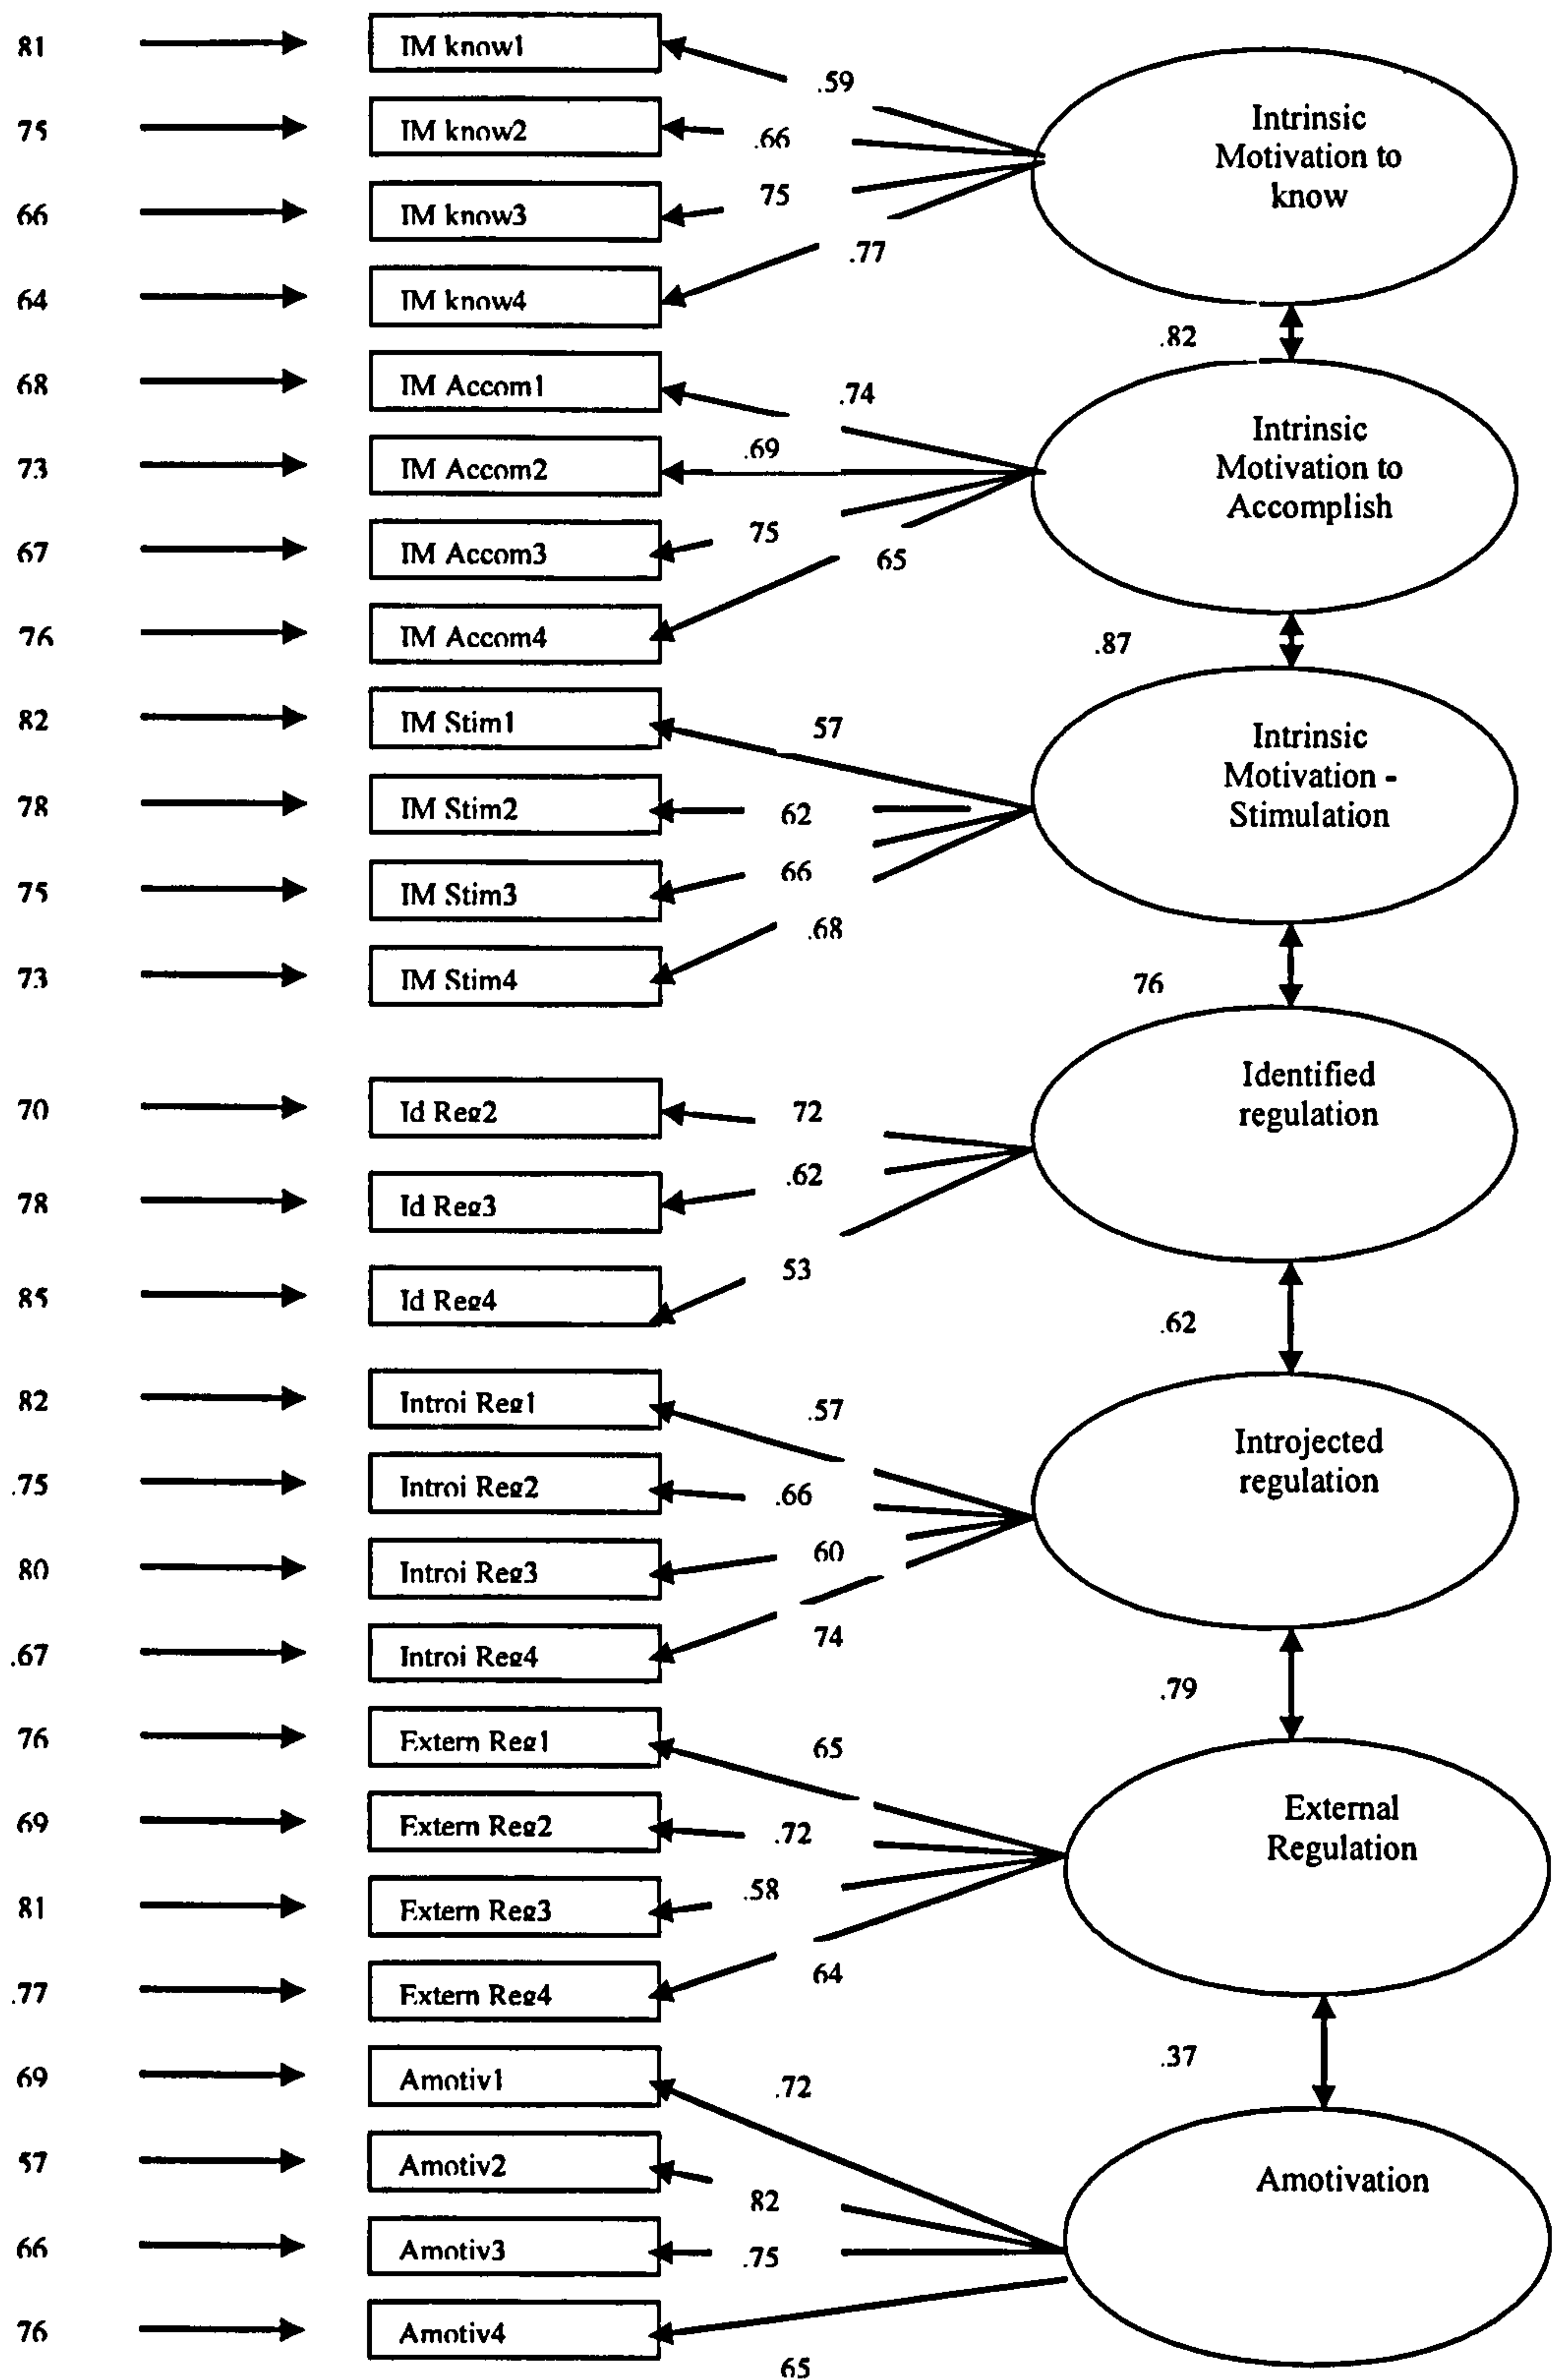 81
IM know1
.59
Intrinsic
Motivation to
know
75
IM know2
.66
66
IM know3
75
64
IM know4
.77
.82
68
IM Accom1
.74
Intrinsic
Motivation to
Accomplish
73
IM Accom2
.69
67
IM Accom3
75
76
IM Accom4
65
.87
82
IM Stim1
57
Intrinsic
Motivation -
Stimulation
78
IM Stim2
62
75
IM Stim3
66
73
IM Stim4
.68
76
70
Id Reg2
72
Identified
regulation
78
Id Reg3
.62
85
Id Reg4
53
.62
82
Introj Reg1
.57
Introjected
regulation
.75
Introj Reg2
.66
80
Introj Reg3
60
.67
Introj Reg4
74
.79
76
Extern Reg1
65
External
Regulation
69
Extern Reg2
.72
81
Extern Reg3
.58
.77
Extern Reg4
64
.37
69
Amotiv1
.72
57
Amotiv2
82
Amotivation
66
Amotiv3
.75
76
Amotiv4
65